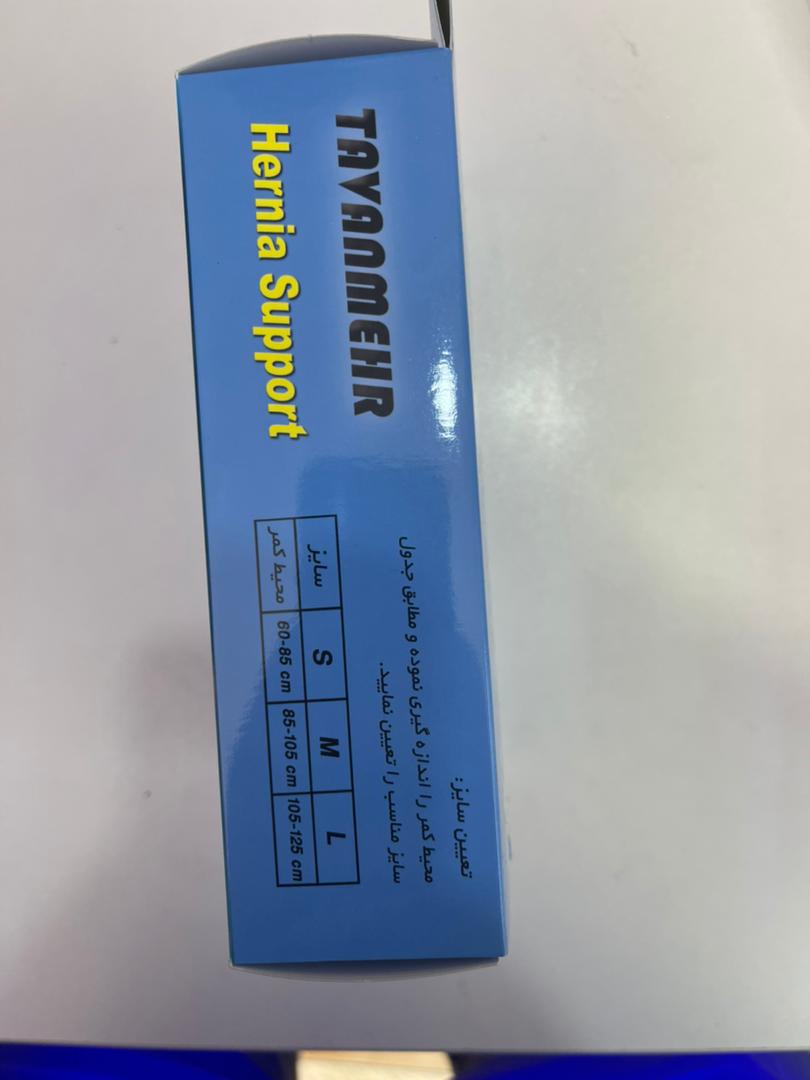 TAVANMEHR
Hernia Support
تعیین سایز:
محیط کمر را اندازه گیری نموده و مطابق جدول
سایز مناسب را تعیین نمایید.
سایز S M L
محیط کمر 60-85 cm 85-105 cm 105-125 cm